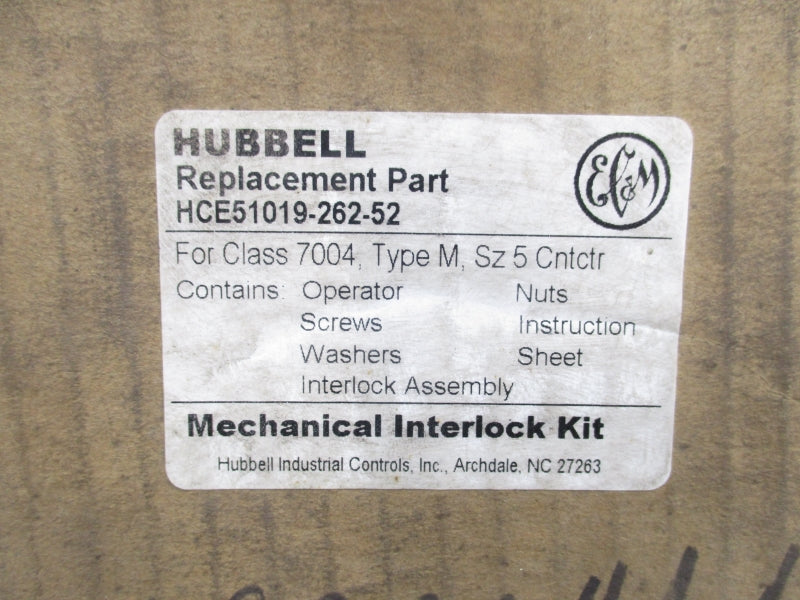 HUBBELL
EC&M
Replacement Part
HCE51019-262-52
For Class 7004, Type M, Sz 5 Cntctr
Contains: Operator Nuts
Screws Instruction
Washers Sheet
Interlock Assembly
Mechanical Interlock Kit
Hubbell Industrial Controls, Inc., Archdale, NC 27263